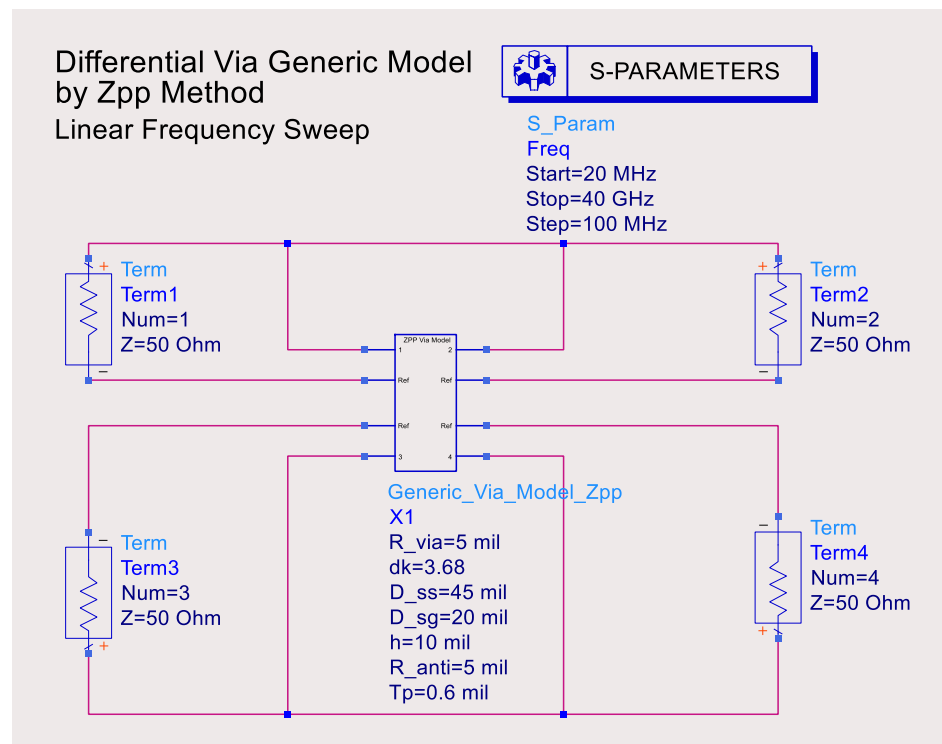 Differential Via Generic Model
by Zpp Method
Linear Frequency Sweep
S-PARAMETERS
S_Param
Freq
Start=20 MHz
Stop=40 GHz
Step=100 MHz
+
Term
Term1
Num=1
Z=50 Ohm
−
+
Term
Term2
Num=2
Z=50 Ohm
−
ZPP Via Model
1 2
Ref Ref
Ref Ref
3 4
Generic_Via_Model_Zpp
X1
R_via=5 mil
dk=3.68
D_ss=45 mil
D_sg=20 mil
h=10 mil
R_anti=5 mil
Tp=0.6 mil
−
Term
Term3
Num=3
Z=50 Ohm
+
−
Term
Term4
Num=4
Z=50 Ohm
+